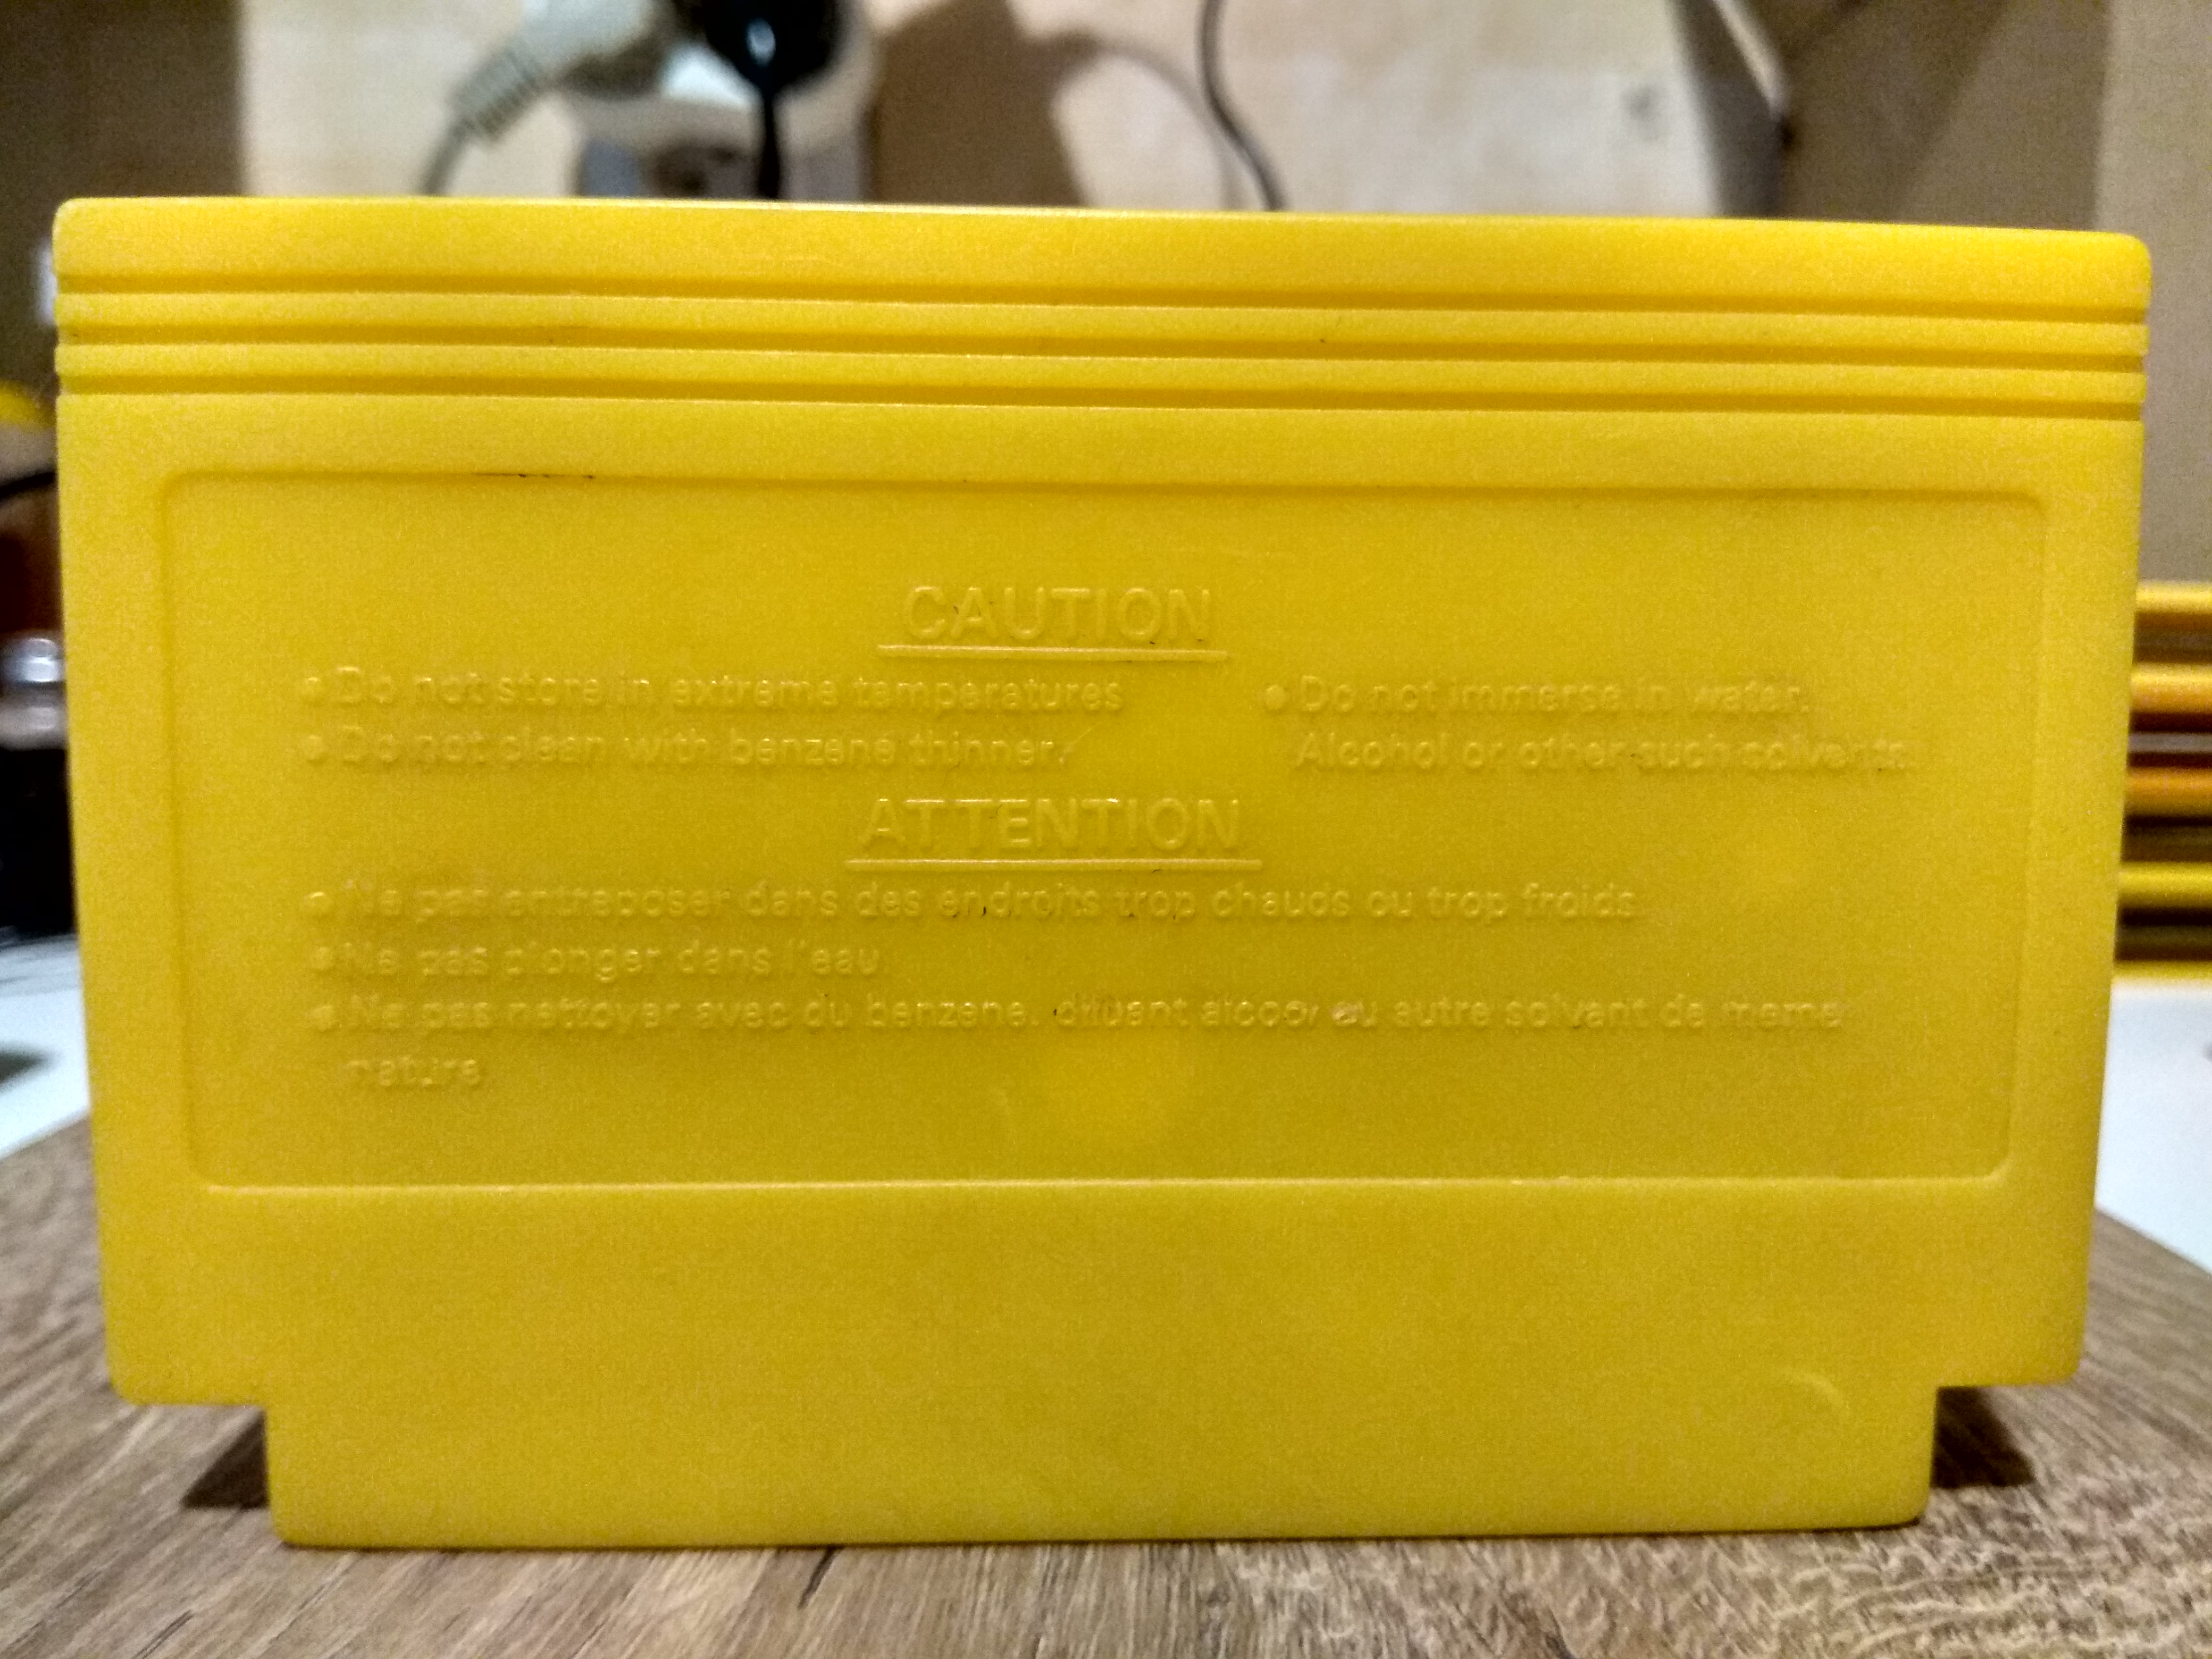 CAUTION
•Do not store in extreme temperatures •Do not immerse in water.
•Do not clean with benzene thinner, Alcohol or other such solvents.
ATTENTION
•Ne pas entreposer dans des endroits trop chauds ou trop froids.
•Ne pas plonger dans l'eau
•Ne pas nettoyer avec du benzene. diluant alcool ou autre solvant de meme
nature